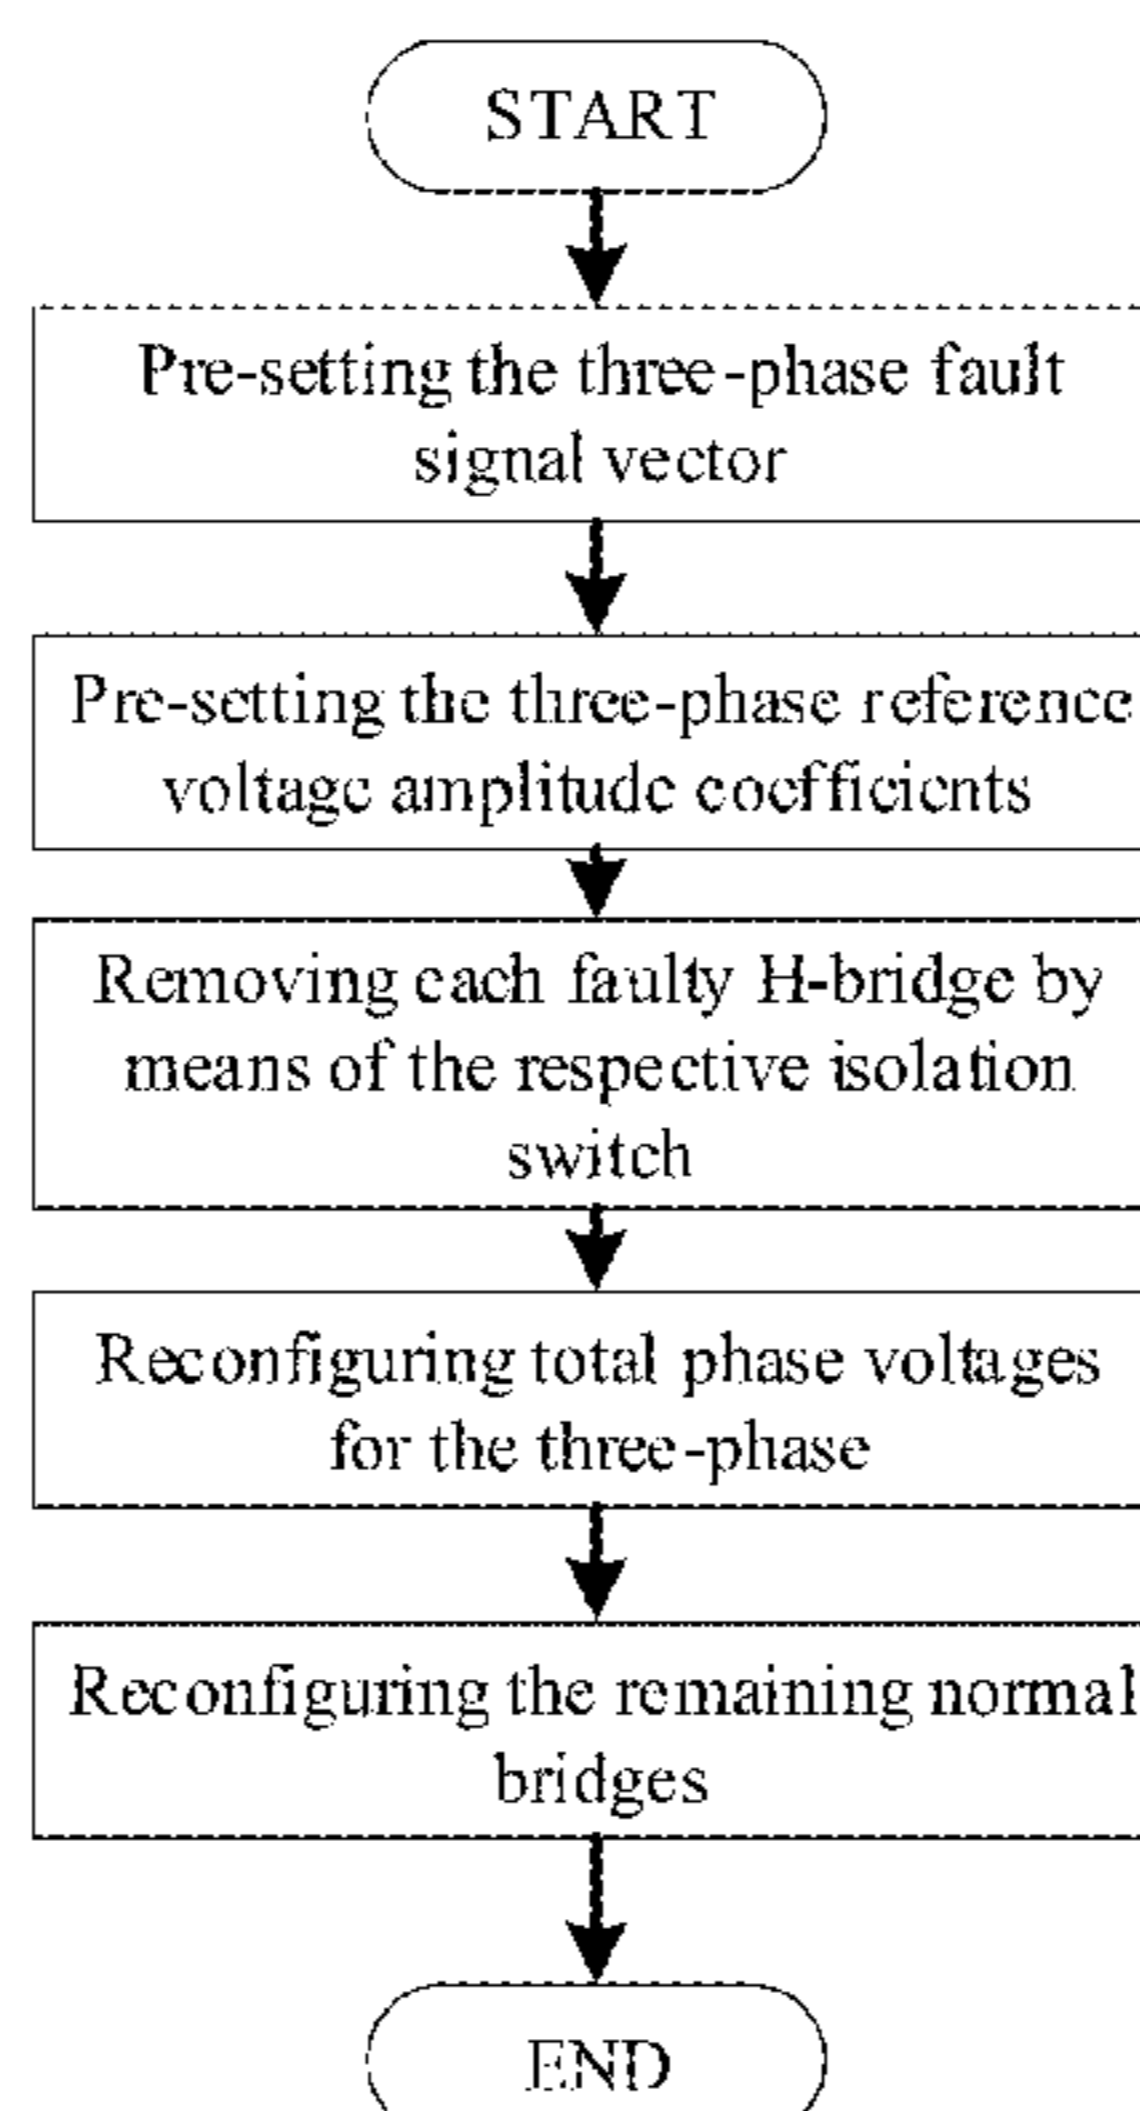 START
Pre-setting the three-phase fault
signal vector
Pre-setting the three-phase reference
voltage amplitude coefficients
Removing each faulty H-bridge by
means of the respective isolation
switch
Reconfiguring total phase voltages
for the three-phase
Reconfiguring the remaining normal
bridges
END